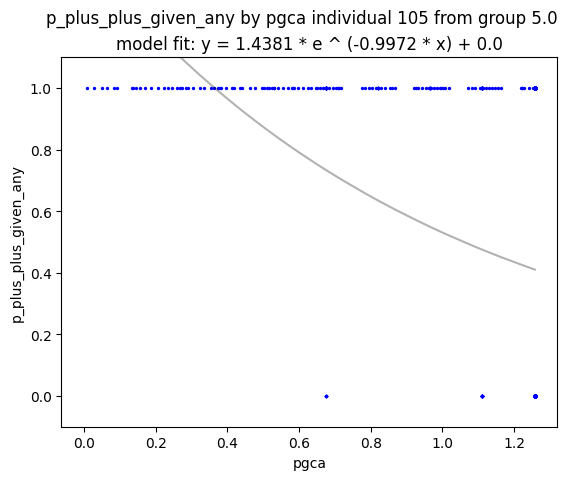 p_plus_plus_given_any by pgca individual 105 from group 5.0
model fit: y = 1.4381 * e ^ (-0.9972 * x) + 0.0
1.0
0.8
0.6
0.4
0.2
0.0
p_plus_plus_given_any
0.0 0.2 0.4 0.6 0.8 1.0 1.2
pgca